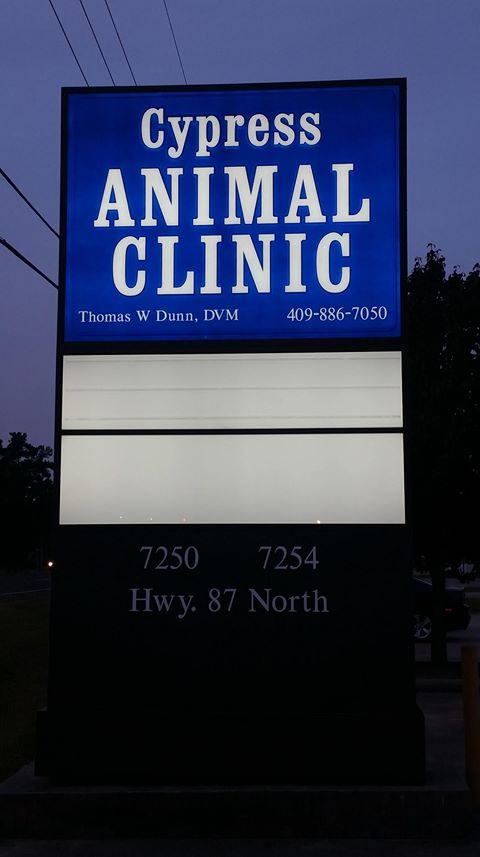 Cypress
ANIMAL
CLINIC
Thomas W Dunn, DVM 409-886-7050
7250 7254
Hwy. 87 North